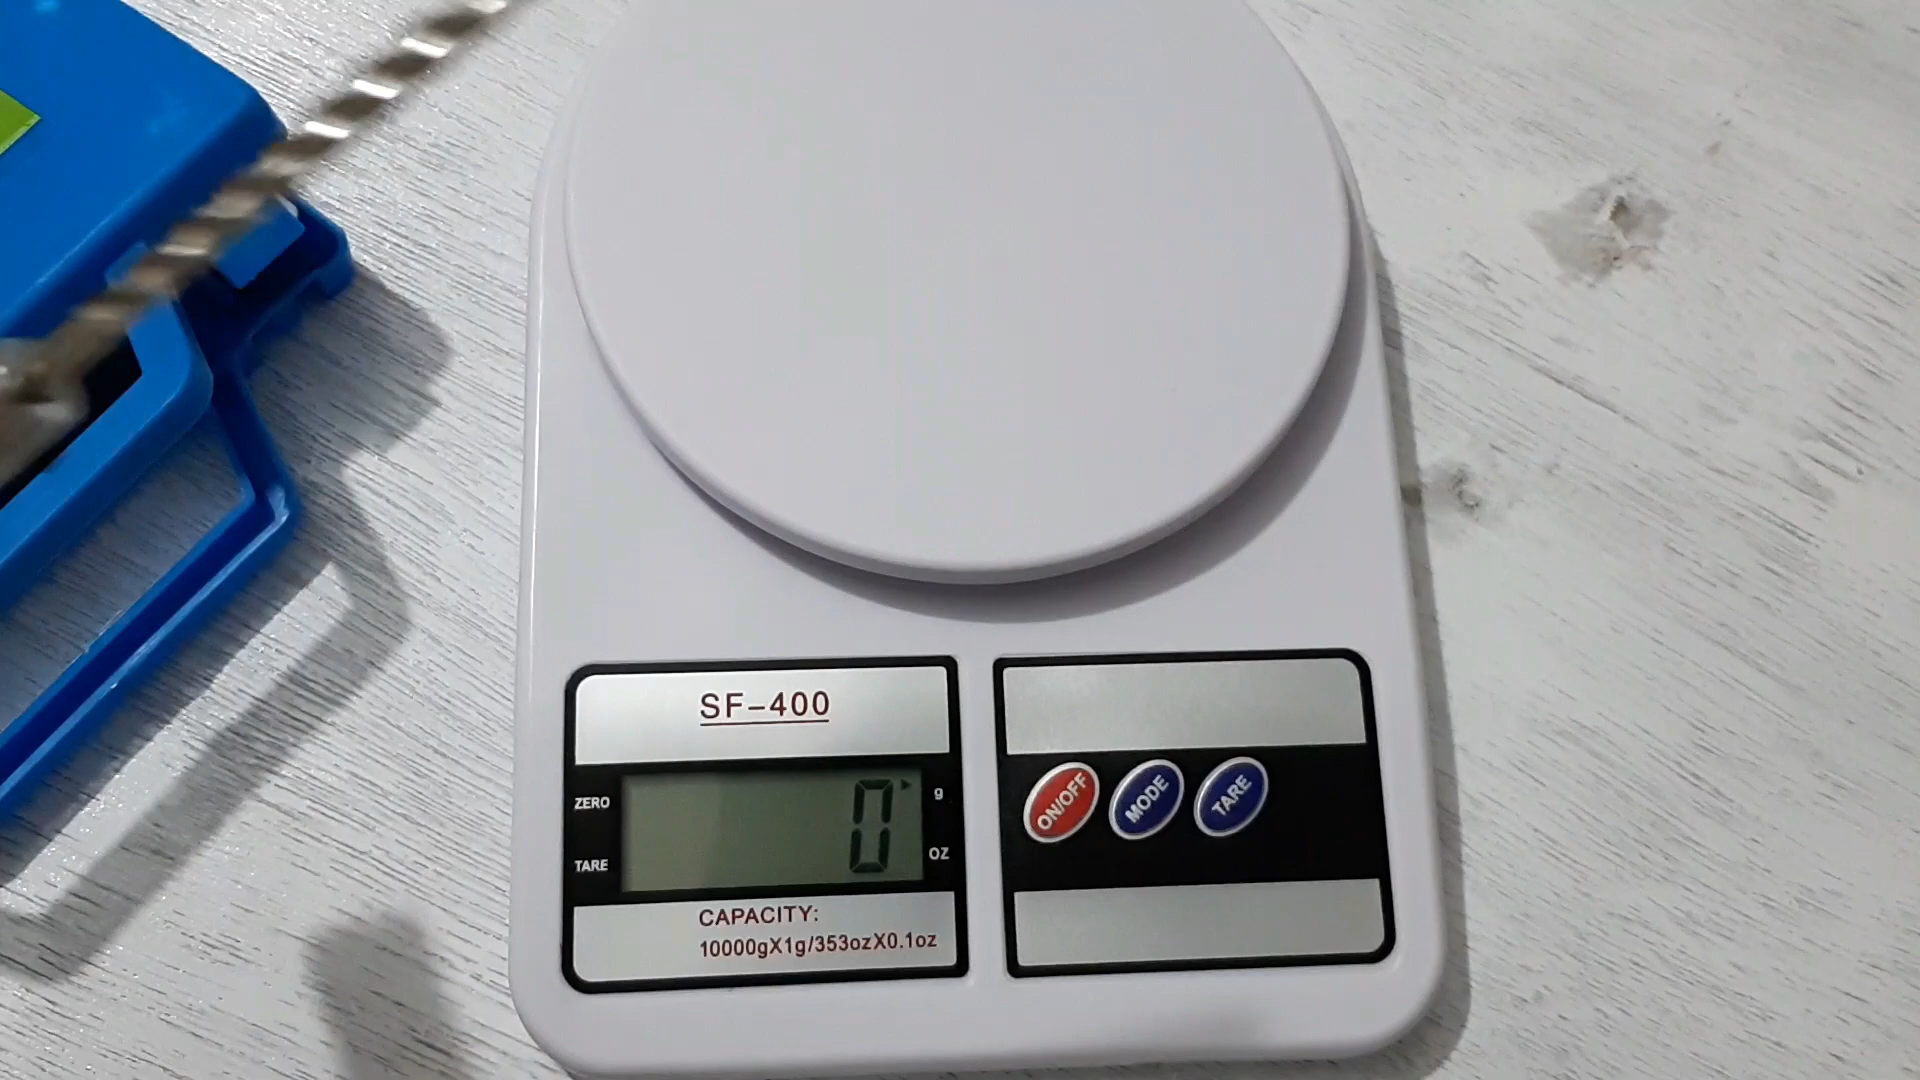 SF-400
ZERO
TARE
0
g
OZ
CAPACITY:
10000gX1g/353ozX0.1oz
ON/OFF
MODE
TARE